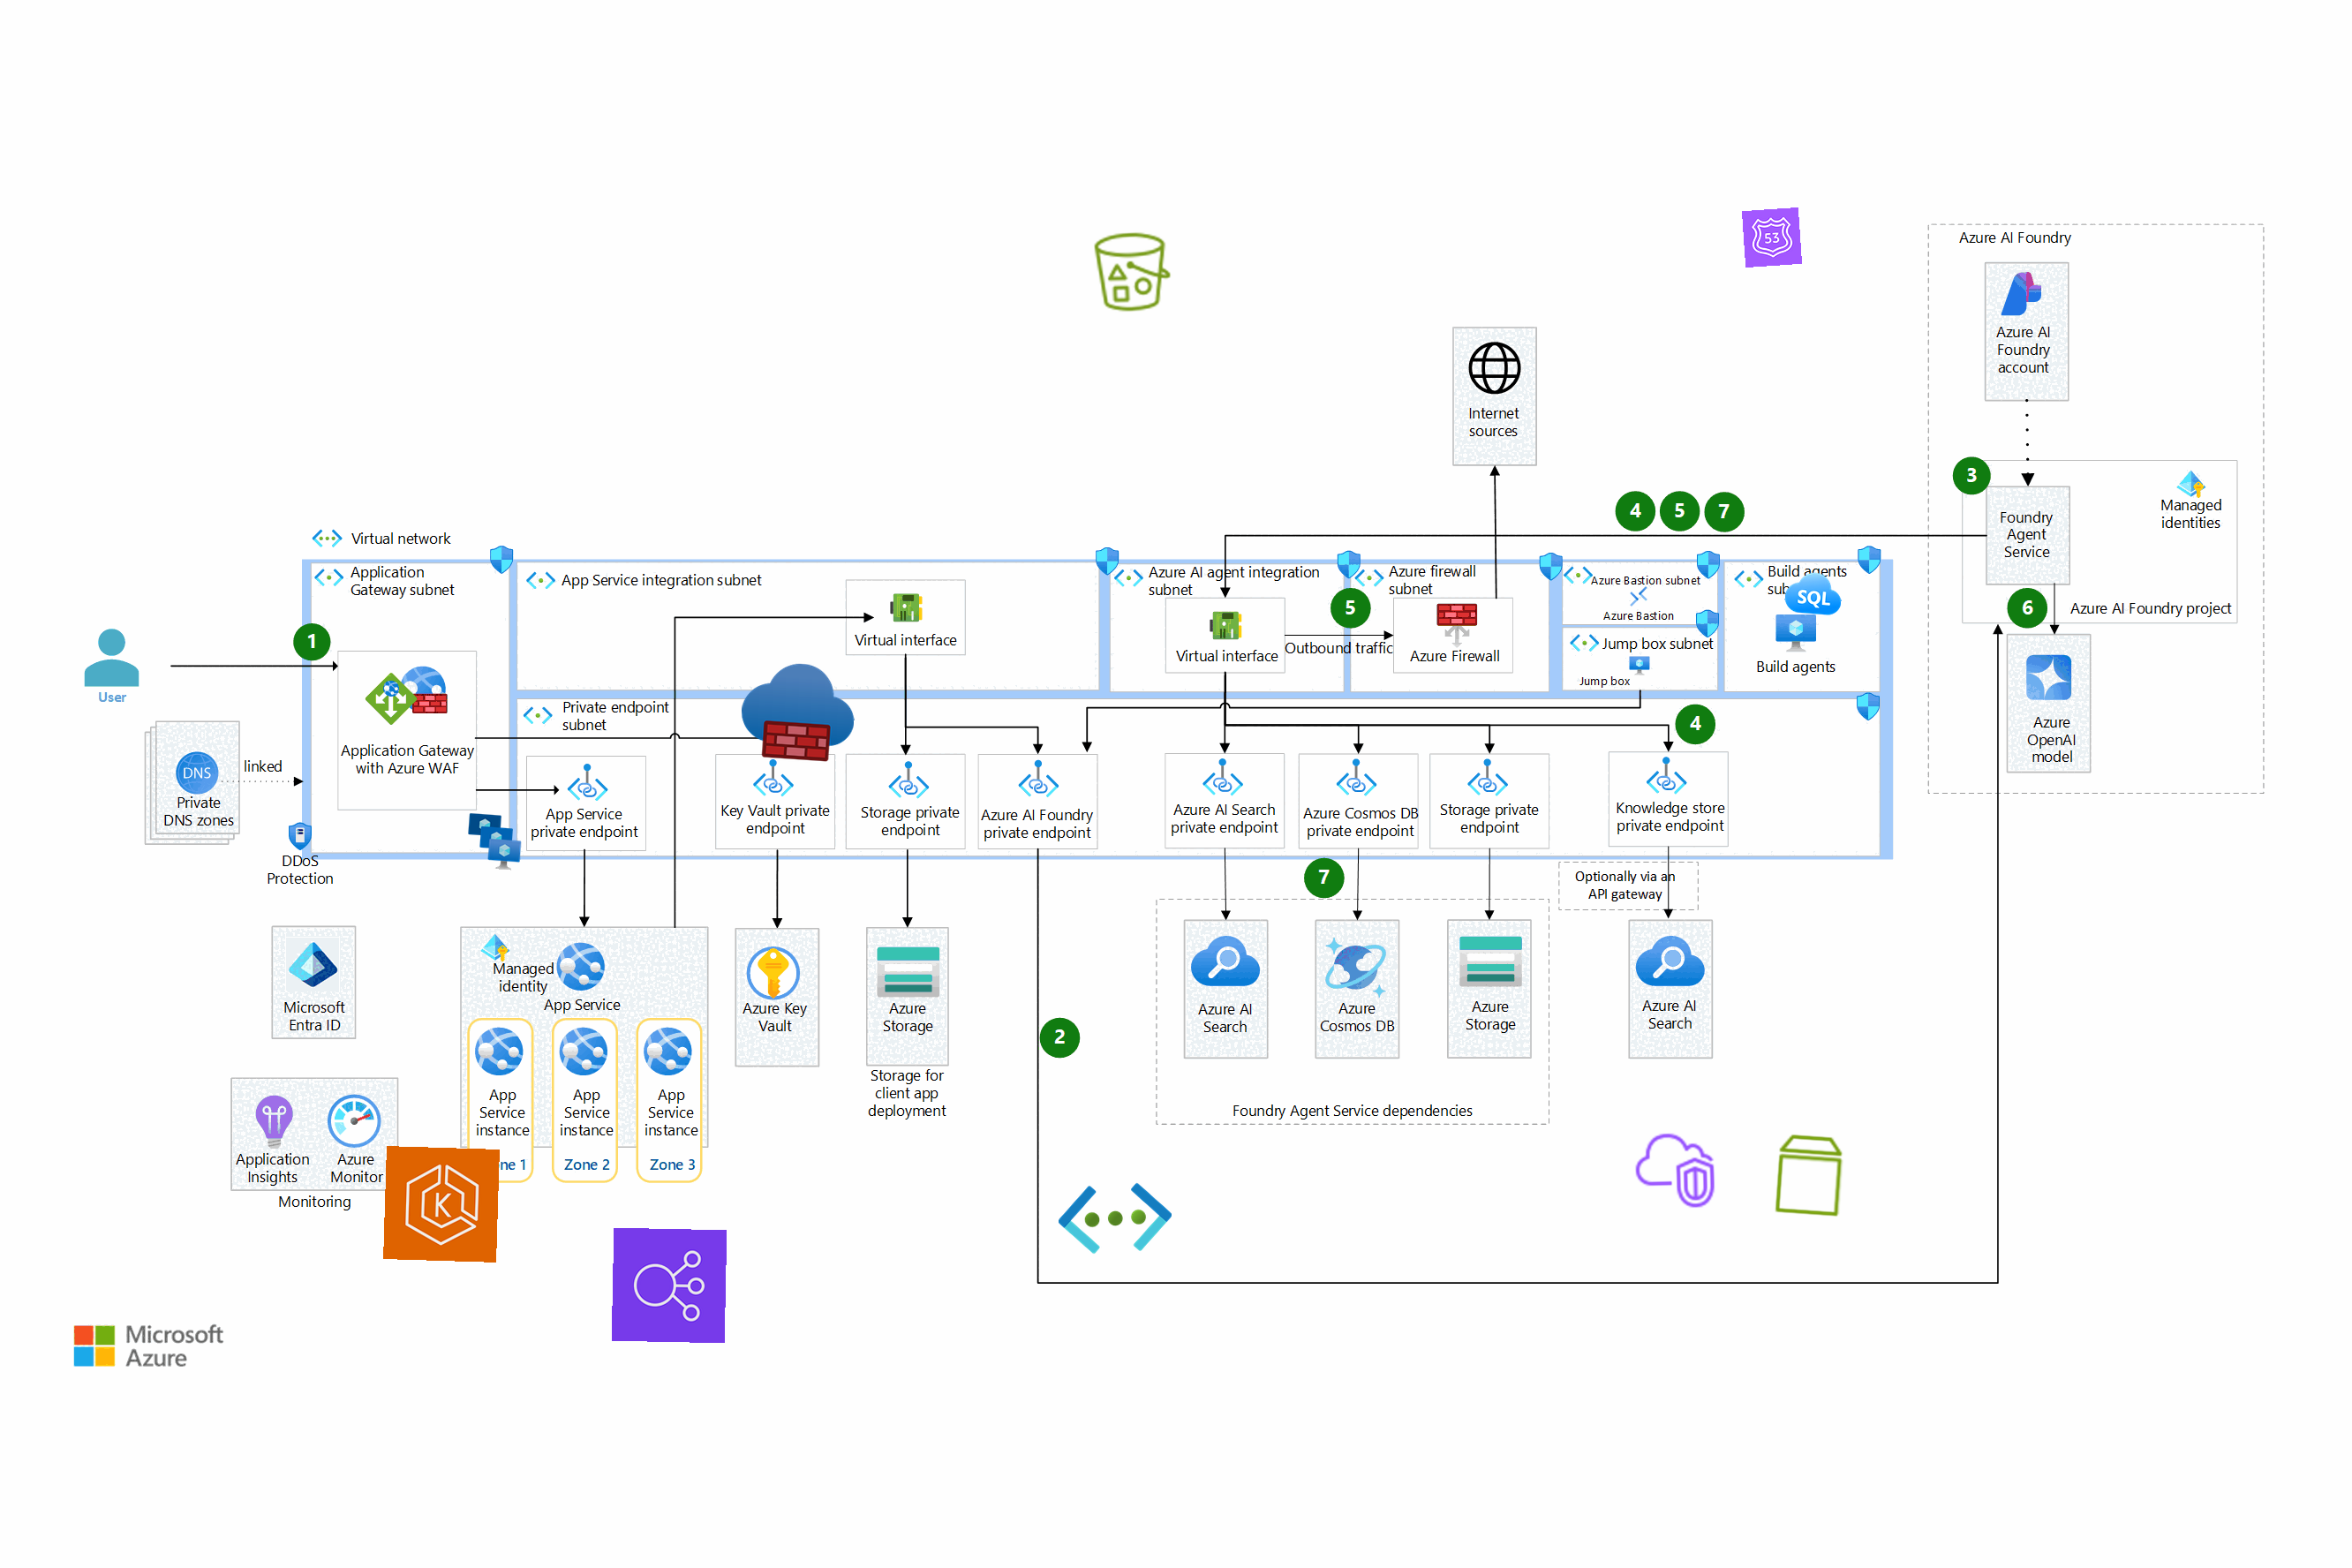 53
Azure AI Foundry
Azure AI
Foundry
account
Internet
sources
3
Managed
identities
4
5
7
Foundry
Agent
Service
Virtual network
Application
Gateway subnet
App Service integration subnet
Azure AI agent integration
subnet
Azure firewall
subnet
Azure Bastion subnet
Azure Bastion
Build agents
SQL
5
6
Azure AI Foundry project
1
Virtual interface
Virtual interface
Outbound traffic
Azure Firewall
Jump box subnet
Jump box
Build agents
User
Private endpoint
subnet
4
Azure
OpenAI
model
Application Gateway
with Azure WAF
linked
DNS
Private
DNS zones
App Service
private endpoint
Key Vault private
endpoint
Storage private
endpoint
Azure AI Foundry
private endpoint
Azure AI Search
private endpoint
Azure Cosmos DB
private endpoint
Storage private
endpoint
Knowledge store
private endpoint
DDoS
Protection
7
Optionally via an
API gateway
Microsoft
Entra ID
Managed
identity
App Service
Azure Key
Vault
Azure
Storage
Azure AI
Search
Azure
Cosmos DB
Azure
Storage
Azure AI
Search
2
Storage for
client app
deployment
App
Service
instance
App
Service
instance
App
Service
instance
Foundry Agent Service dependencies
Application
Insights
Azure
Monitor
Zone 2
Zone 3
Monitoring
K
Microsoft
Azure